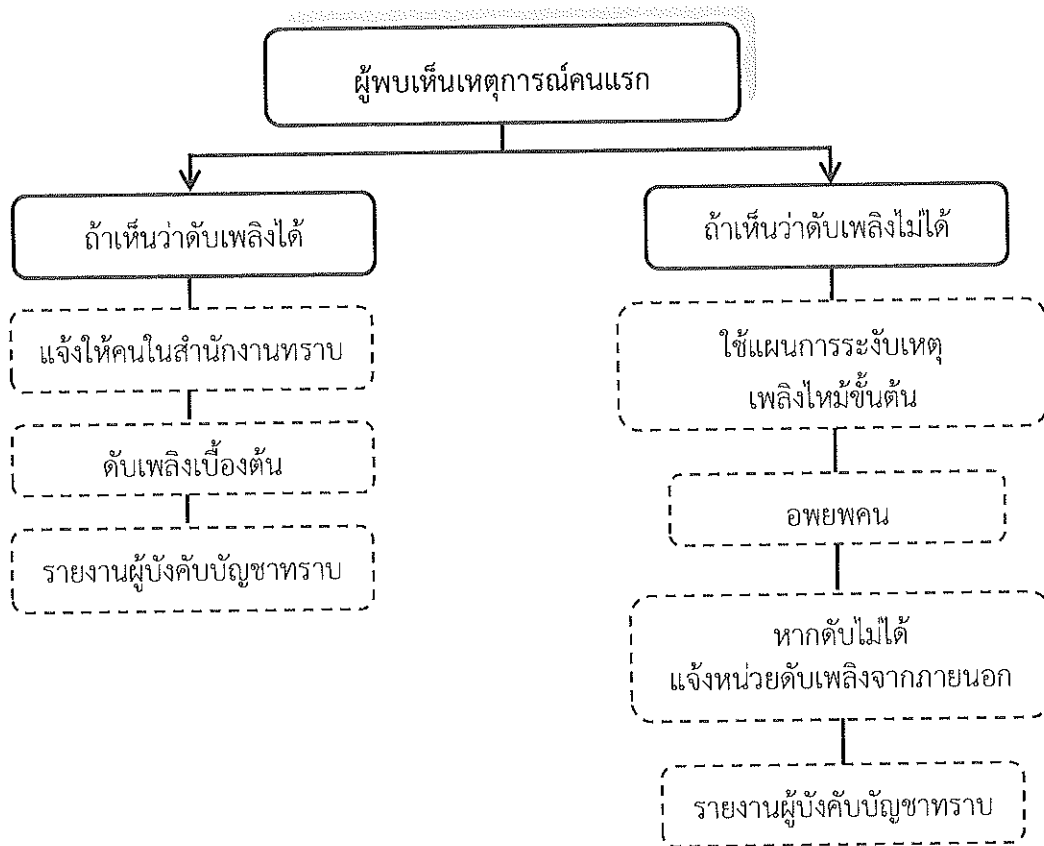 ผู้พบเห็นเหตุการณ์คนแรก
ถ้าเห็นว่าดับเพลิงได้
แจ้งให้คนในสำนักงานทราบ
ดับเพลิงเบื้องต้น
รายงานผู้บังคับบัญชาทราบ
ถ้าเห็นว่าดับเพลิงไม่ได้
ใช้แผนการระงับเหตุ
เพลิงไหม้ขั้นต้น
อพยพคน
หากดับไม่ได้
แจ้งหน่วยดับเพลิงจากภายนอก
รายงานผู้บังคับบัญชาทราบ